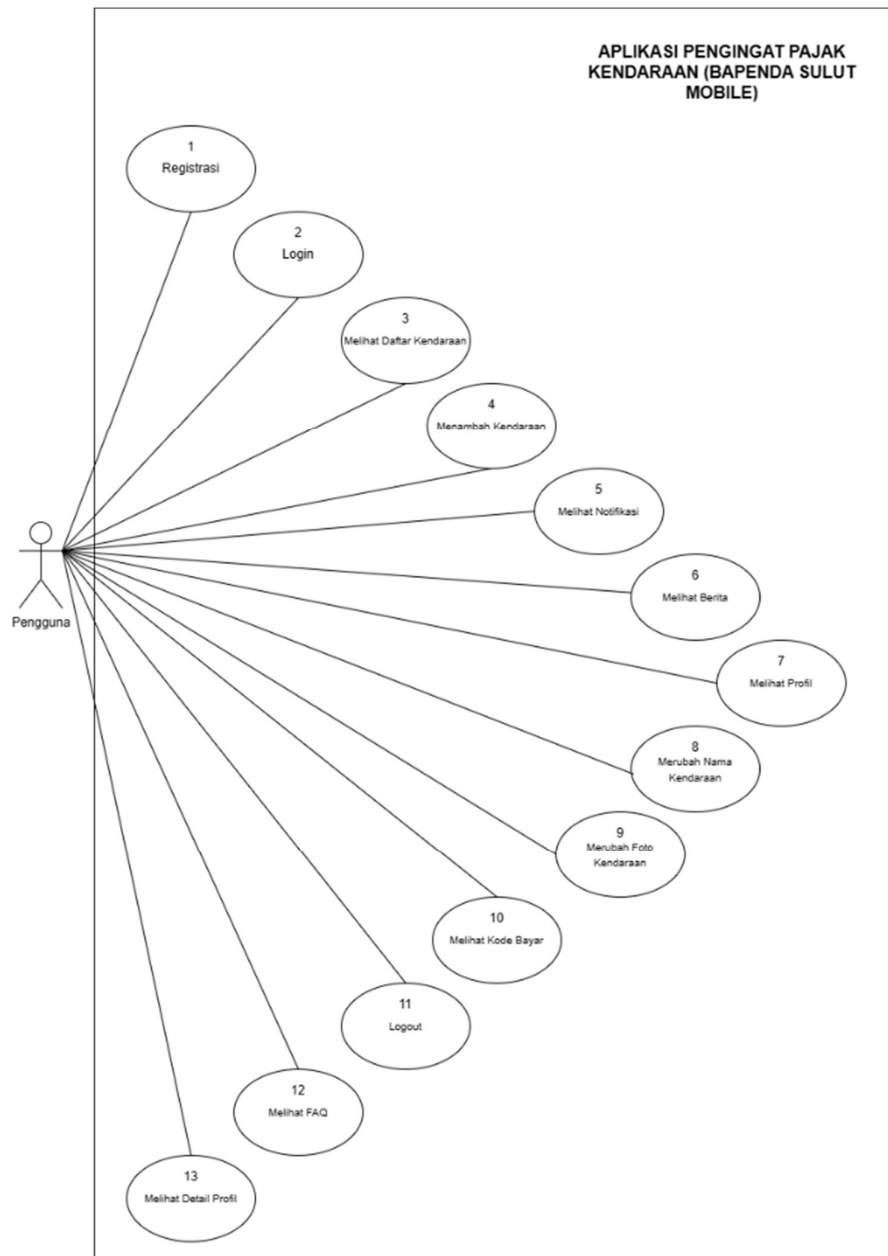 APLIKASI PENGINGAT PAJAK
KENDARAAN (BAPENDA SULUT
MOBILE)
1
Registrasi
2
Login
3
Melihat Daftar Kendaraan
4
Menambah Kendaraan
5
Melihat Notifikasi
6
Melihat Berita
Pengguna
7
Melihat Profil
8
Merubah Nama
Kendaraan
9
Merubah Foto
Kendaraan
10
Melihat Kode Bayar
11
Logout
12
Melihat FAQ
13
Melihat Detail Profil